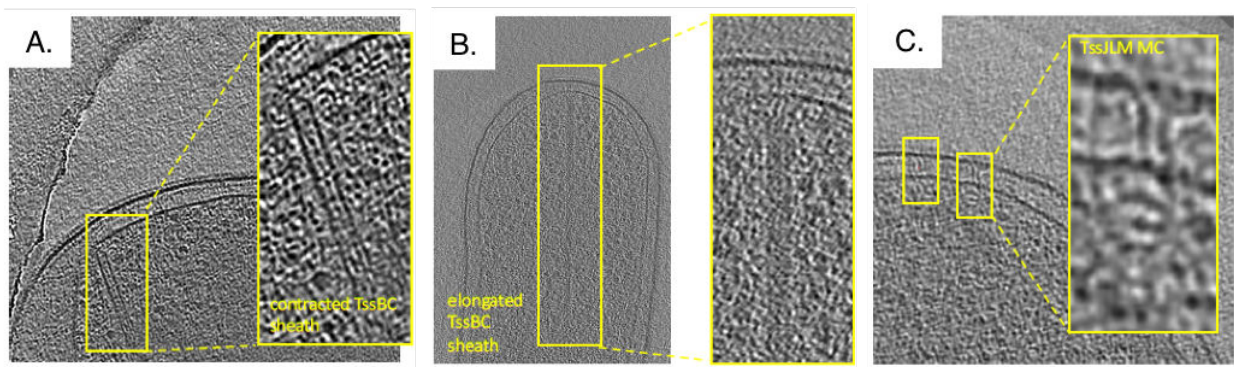 A.
contracted TssBC
sheath
B.
elongated
TssBC
sheath
C.
TssJLM MC